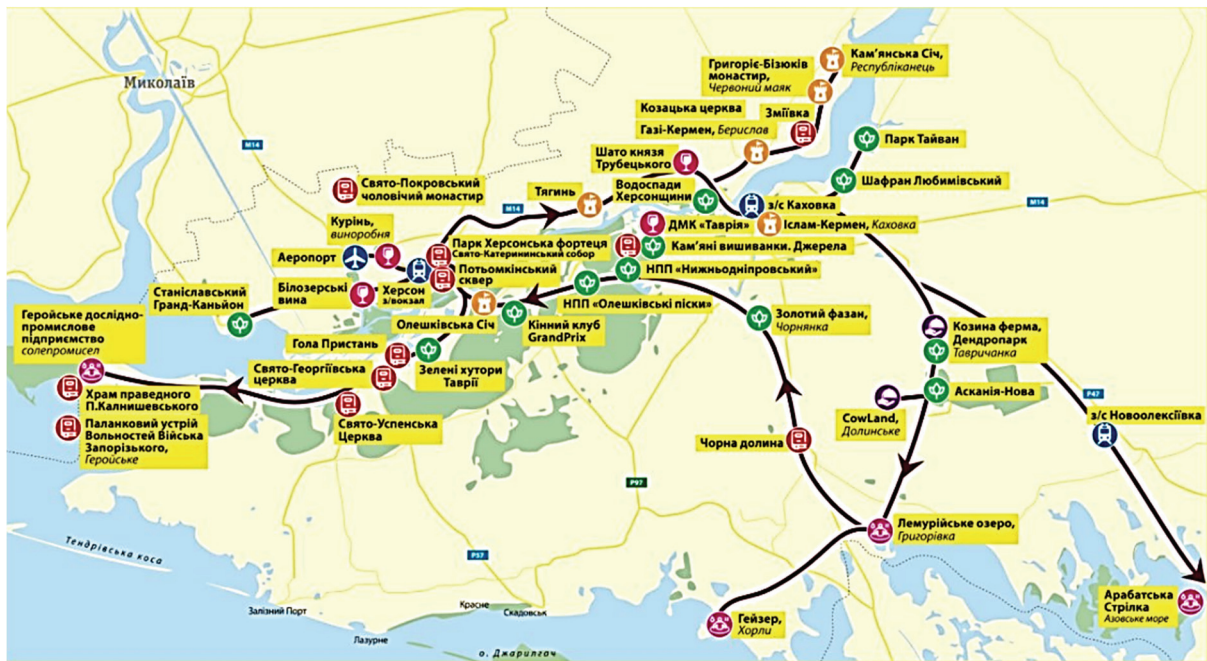 Миколаїв
М14
Кам’янська Січ,
Республіканець
Григоріє-Бізюків
монастир,
Червоний маяк
Козацька церква
Зміївка
Газі-Кермен, Берислав
Парк Тайван
Шато князя
Трубецького
Шафран Любимівський
Свято-Покровський
чоловічий монастир
Тягинь
Водоспади
Херсонщини
з/с Каховка
М14
М14
ДМК «Таврія»
Іслам-Кермен, Каховка
Курінь,
виноробня
Аеропорт
Парк Херсонська фортеця
Свято-Катерининський собор
Кам’яні вишиванки. Джерела
Потьомкінський
сквер
НПП «Нижньодніпровський»
Білозерські
вина
Херсон
з/вокзал
Станіславський
Гранд-Каньйон
НПП «Олешківські піски»
Геройське дослідно-
промислове
підприємство
солепромисел
Олешківська Січ
Кінний клуб
GrandPrix
Золотий фазан,
Чорнянка
Козина ферма,
Дендропарк
Тавричанка
Гола Пристань
Свято-Георгіївська
церква
Зелені хутори
Таврії
Асканія-Нова
Храм праведного
П.Калнишевського
Р47
Паланковий устрій
Вольностей Війська
Запорізького,
Геройське
Свято-Успенська
Церква
CowLand,
Долинське
з/с Новоолексіївка
Чорна долина
Р97
Лемурійське озеро,
Григорівка
Тендрівська коса
Р57
Залізний Порт
Красне
Скадовськ
Лазурне
о. Джарилгач
Гейзер,
Хорли
Арабатська
Стрілка
Азовське море